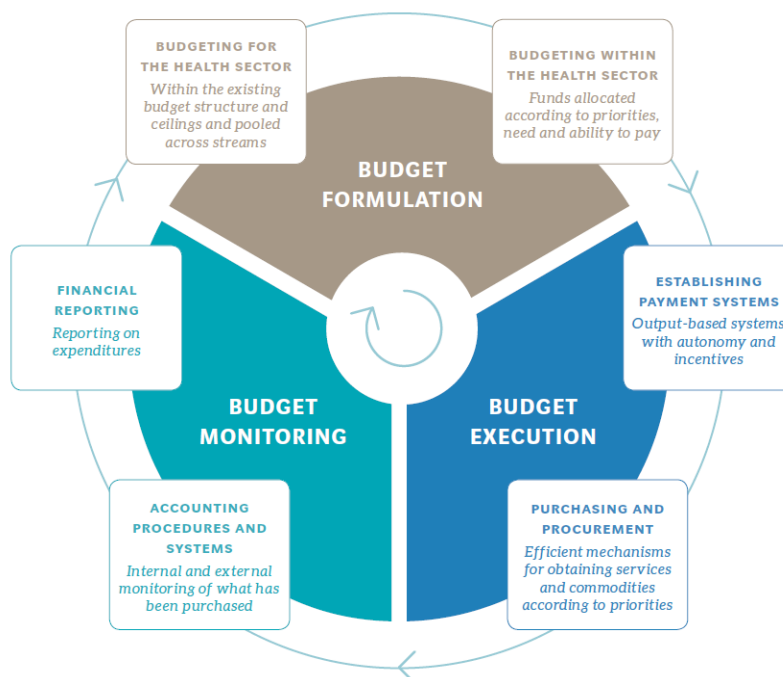 BUDGETING FOR
THE HEALTH SECTOR
Within the existing
budget structure and
ceilings and pooled
across streams
BUDGETING WITHIN
THE HEALTH SECTOR
Funds allocated
according to priorities,
need and ability to pay
BUDGET
FORMULATION
FINANCIAL
REPORTING
Reporting on
expenditures
ESTABLISHING
PAYMENT SYSTEMS
Output-based systems
with autonomy and
incentives
BUDGET
MONITORING
BUDGET
EXECUTION
ACCOUNTING
PROCEDURES AND
SYSTEMS
Internal and external
monitoring of what has
been purchased
PURCHASING AND
PROCUREMENT
Efficient mechanisms
for obtaining services
and commodities
according to priorities